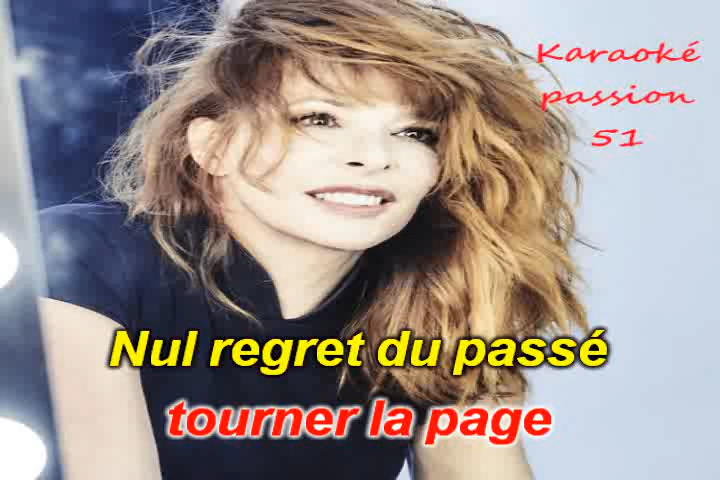 Karaoké
passion
51
Nul regret du passé
tourner la page